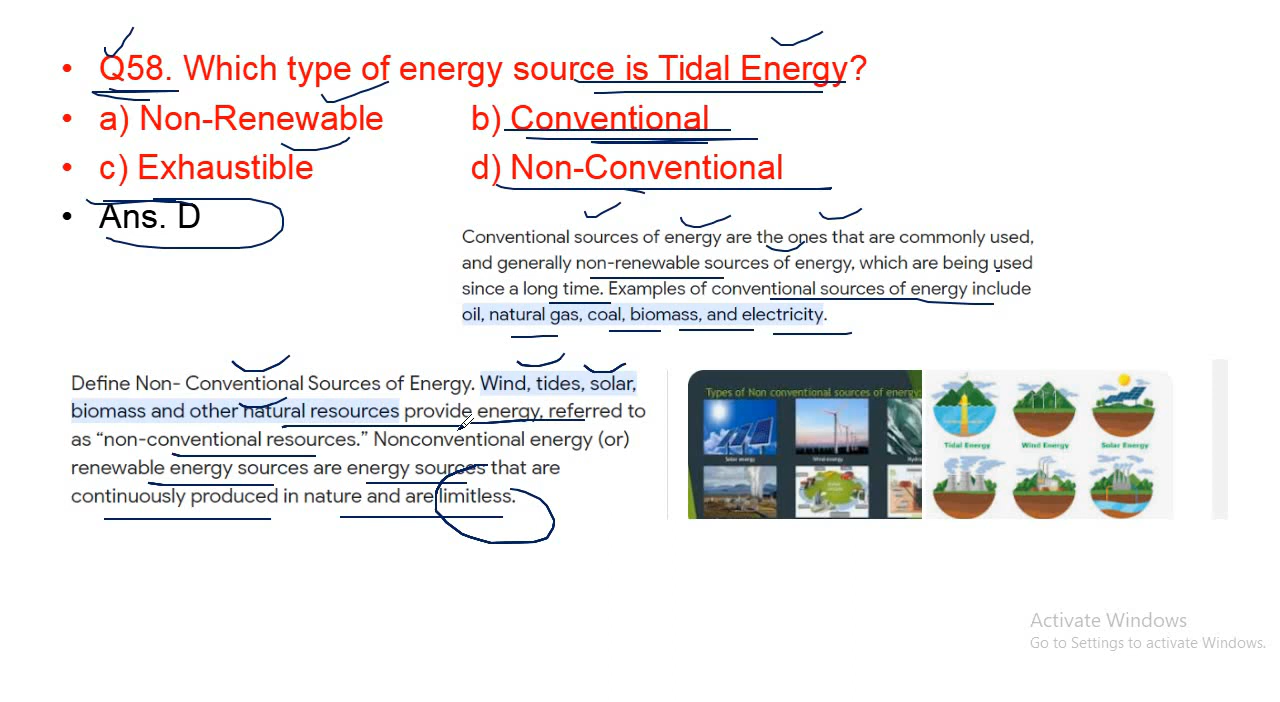 • Q58. Which type of energy source is Tidal Energy?
• a) Non-Renewable b) Conventional
• c) Exhaustible d) Non-Conventional
• Ans. D
Conventional sources of energy are the ones that are commonly used,
and generally non-renewable sources of energy, which are being used
since a long time. Examples of conventional sources of energy include
oil, natural gas, coal, biomass, and electricity.
Define Non- Conventional Sources of Energy. Wind, tides, solar,
biomass and other natural resources provide energy, referred to
as “non-conventional resources.” Nonconventional energy (or)
renewable energy sources are energy sources that are
continuously produced in nature and are limitless.
Types of Non conventional sources of energy:
Solar energy Wind energy
Tidal Energy Wind Energy Solar Energy
Activate Windows
Go to Settings to activate Windows.